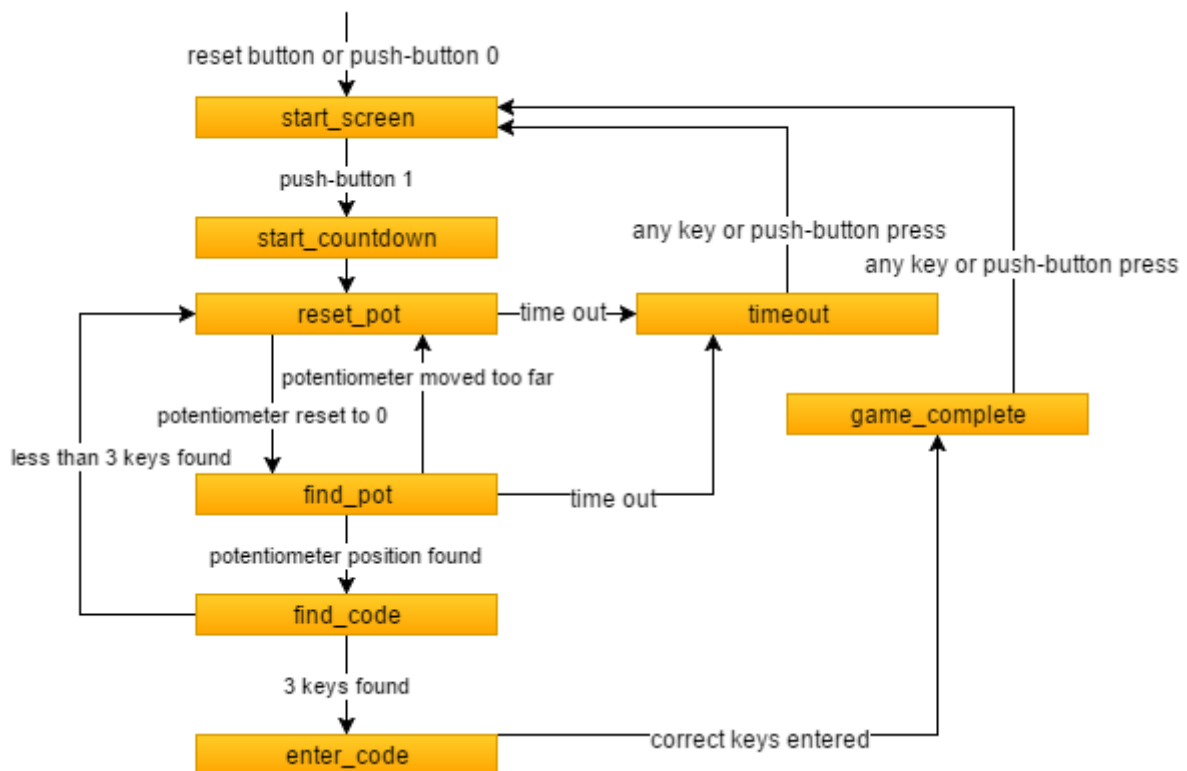 reset button or push-button 0
start_screen
push-button 1
any key or push-button press
start_countdown
any key or push-button press
reset_pot
time out
timeout
potentiometer moved too far
potentiometer reset to 0
game_complete
less than 3 keys found
find_pot
time out
potentiometer position found
find_code
3 keys found
correct keys entered
enter_code